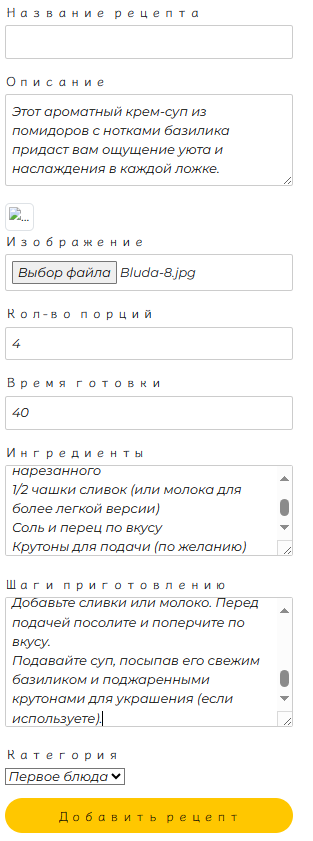 Название рецепта
Описание
Этот ароматный крем-суп из
помидоров с нотками базилика
придаст вам ощущение уюта и
наслаждения в каждой ложке.
...
Изображение
Выбор файла Bluda-8.jpg
Кол-во порций
4
Время готовки
40
Ингредиенты
нарезанного
1/2 чашки сливок (или молока для
более легкой версии)
Соль и перец по вкусу
Крутоны для подачи (по желанию)
Шаги приготовлению
Добавьте сливки или молоко. Перед
подачей посолите и поперчите по
вкусу.
Подавайте суп, посыпав его свежим
базиликом и поджаренными
крутонами для украшения (если
используете).
Категория
Первое блюда
Добавить рецепт